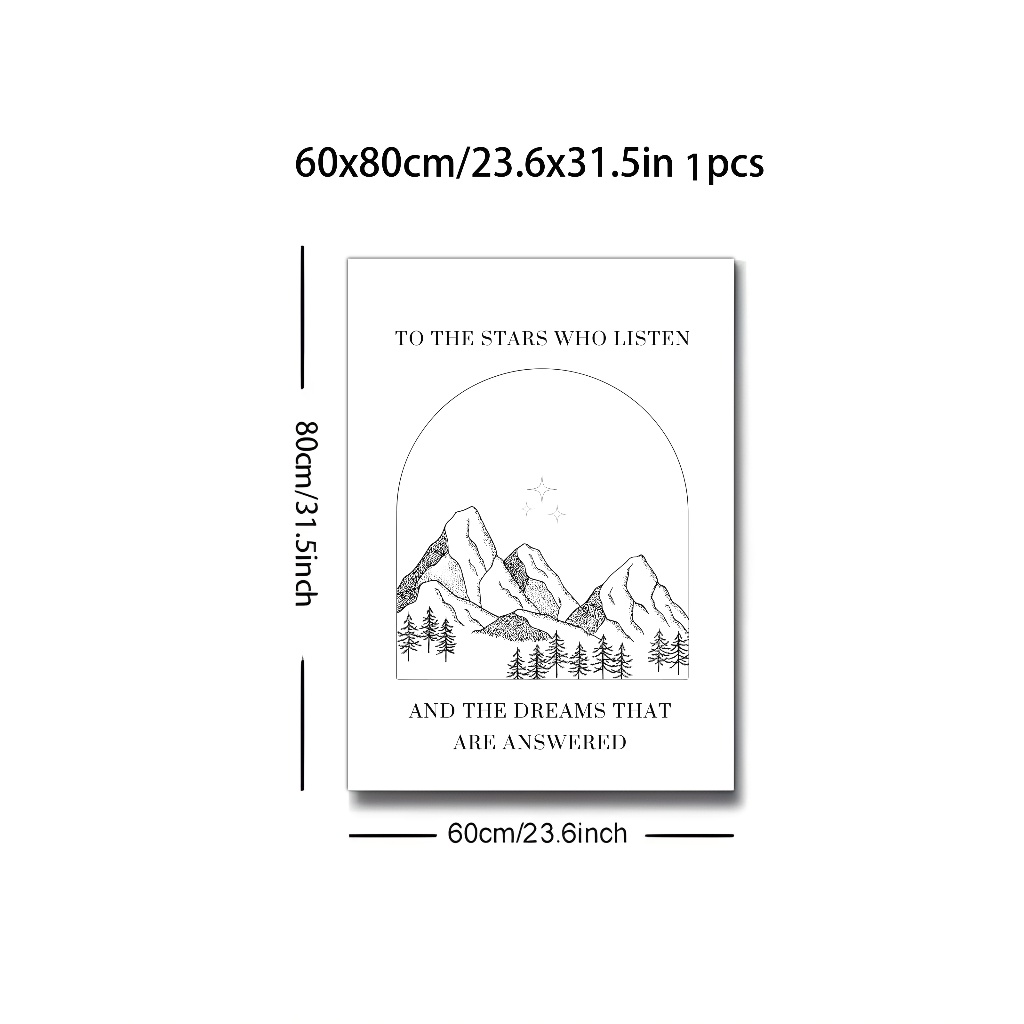 60x80cm/23.6x31.5in 1pcs
TO THE STARS WHO LISTEN
80cm/31.5inch
AND THE DREAMS THAT
ARE ANSWERED
60cm/23.6inch